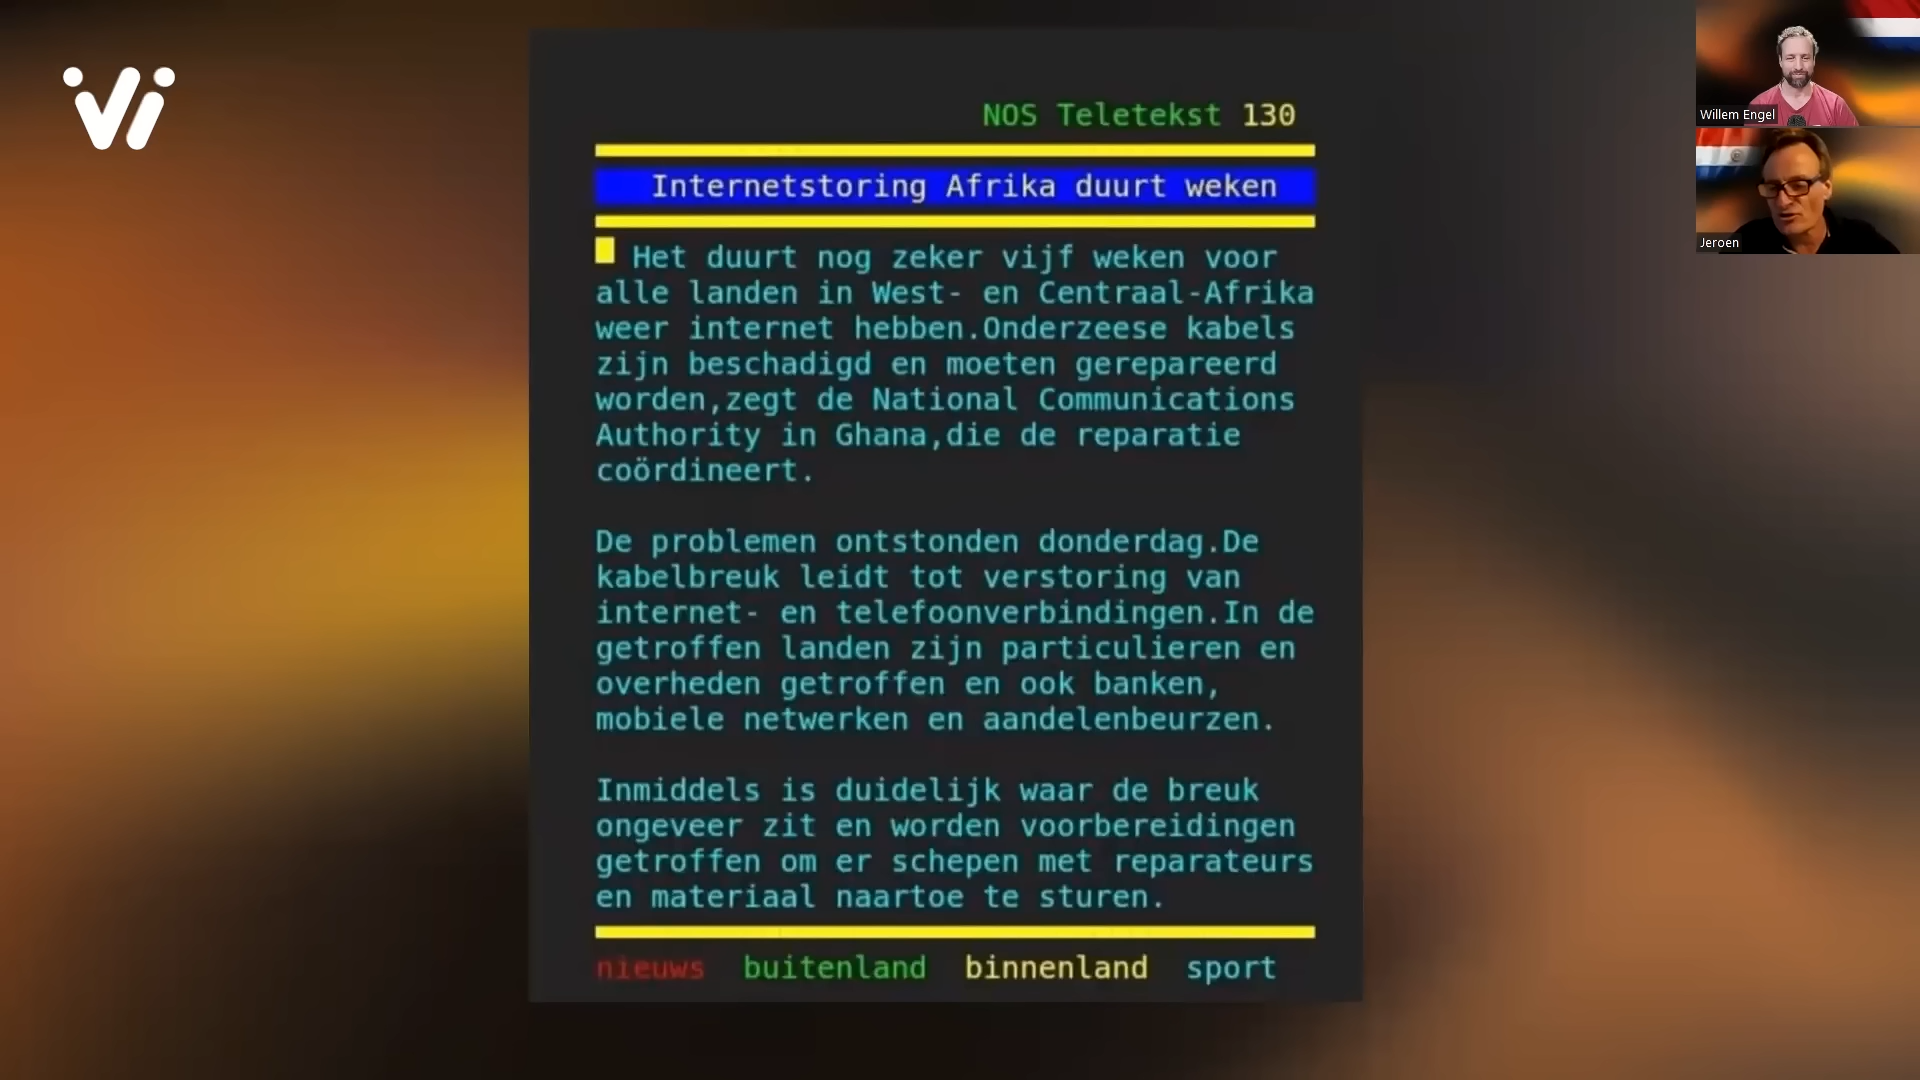 Vi
NOS Teletekst 130
Internetstoring Afrika duurt weken
Het duurt nog zeker vijf weken voor
alle landen in West- en Centraal-Afrika
weer internet hebben.Onderzeese kabels
zijn beschadigd en moeten gerepareerd
worden,zegt de National Communications
Authority in Ghana,die de reparatie
coördineert.
De problemen ontstonden donderdag.De
kabelbreuk leidt tot verstoring van
internet- en telefoonverbindingen.In de
getroffen landen zijn particulieren en
overheden getroffen en ook banken,
mobiele netwerken en aandelenbeurzen.
Inmiddels is duidelijk waar de breuk
ongeveer zit en worden voorbereidingen
getroffen om er schepen met reparateurs
en materiaal naartoe te sturen.
nieuws buitenland binnenland sport
Willem Engel
Jeroen